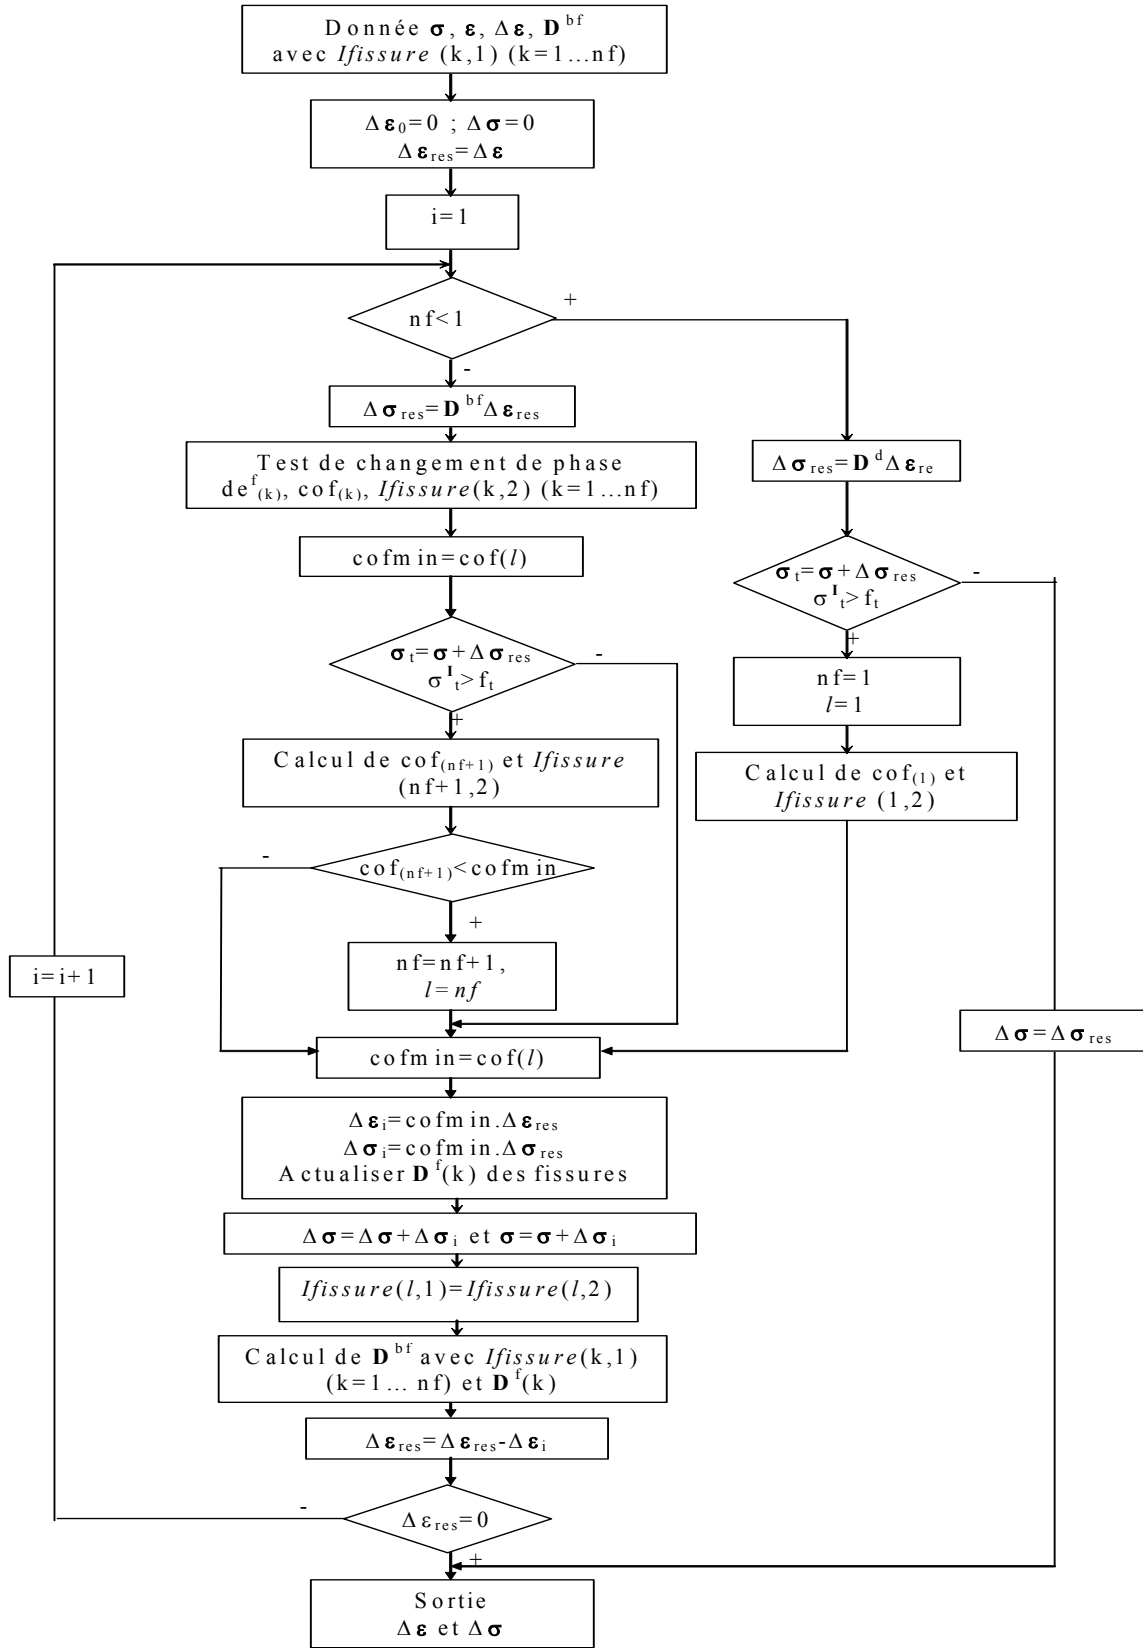 Donnée σ, ε, Δε, D^bf
avec Ifissure (k,1) (k=1...nf)
Δε₀=0 ; Δσ=0
Δε_res=Δε
i=1
nf<1
+
-
Δσ_res=D^bf Δε_res
Test de changement de phase
de^f_(k), cof_(k), Ifissure(k,2) (k=1...nf)
cofmin=cof(l)
σ_t=σ+Δσ_res
σ^I_t>f_t
-
+
Calcul de cof_(nf+1) et Ifissure
(nf+1,2)
cof_(nf+1)<cofmin
-
+
nf=nf+1,
l=nf
Δσ_res=D^d Δε_re
σ_t=σ+Δσ_res
σ^I_t>f_t
-
+
nf=1
l=1
Calcul de cof_(1) et
Ifissure (1,2)
i=i+1
Δσ=Δσ_res
cofmin=cof(l)
Δε_i=cofmin.Δε_res
Δσ_i=cofmin.Δσ_res
Actualiser D^f(k) des fissures
Δσ=Δσ+Δσ_i et σ=σ+Δσ_i
Ifissure(l,1)=Ifissure(l,2)
Calcul de D^bf avec Ifissure(k,1)
(k=1... nf) et D^f(k)
Δε_res=Δε_res-Δε_i
Δε_res=0
-
+
Sortie
Δε et Δσ